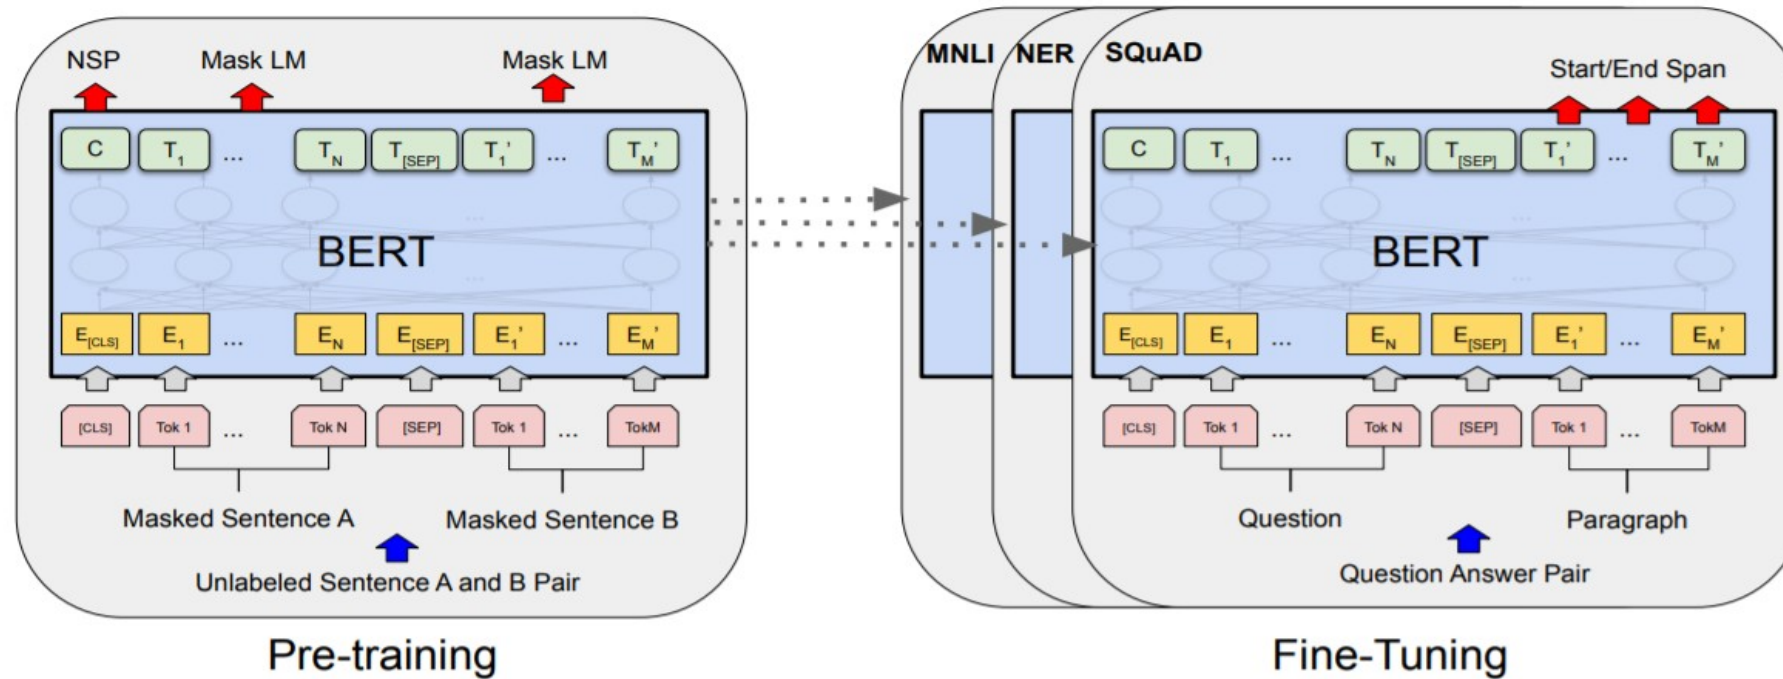 NSP Mask LM Mask LM
C T1 ... TN T[SEP] T1’ ... TM’
... ...
BERT
E[CLS] E1 ... EN E[SEP] E1’ ... EM’
[CLS] Tok 1 ... Tok N [SEP] Tok 1 ... TokM
Masked Sentence A Masked Sentence B
Unlabeled Sentence A and B Pair
Pre-training
MNLI NER SQuAD
Start/End Span
C T1 ... TN T[SEP] T1’ ... TM’
... ...
BERT
E[CLS] E1 ... EN E[SEP] E1’ ... EM’
[CLS] Tok 1 ... Tok N [SEP] Tok 1 ... TokM
Question Paragraph
Question Answer Pair
Fine-Tuning